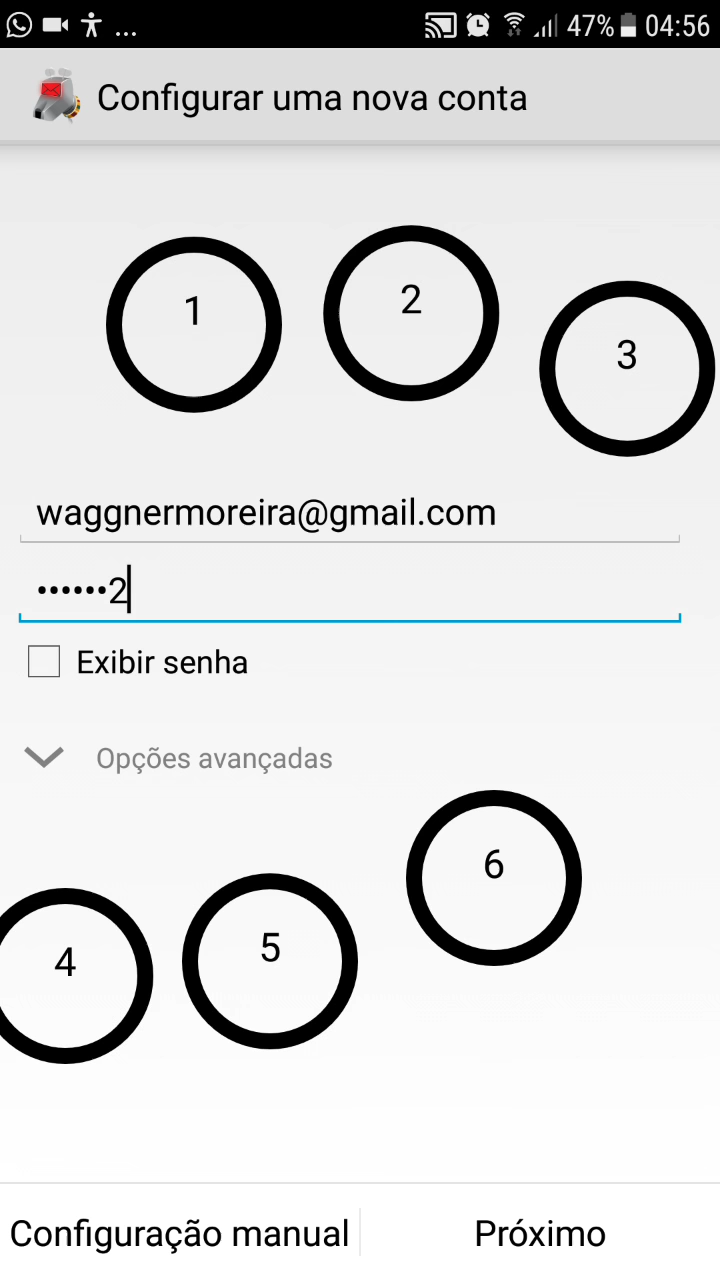 ... 47% 04:56
Configurar uma nova conta
1 2 3
waggnermoreira@gmail.com
••••••2
Exibir senha
Opções avançadas
6
4 5
Configuração manual Próximo